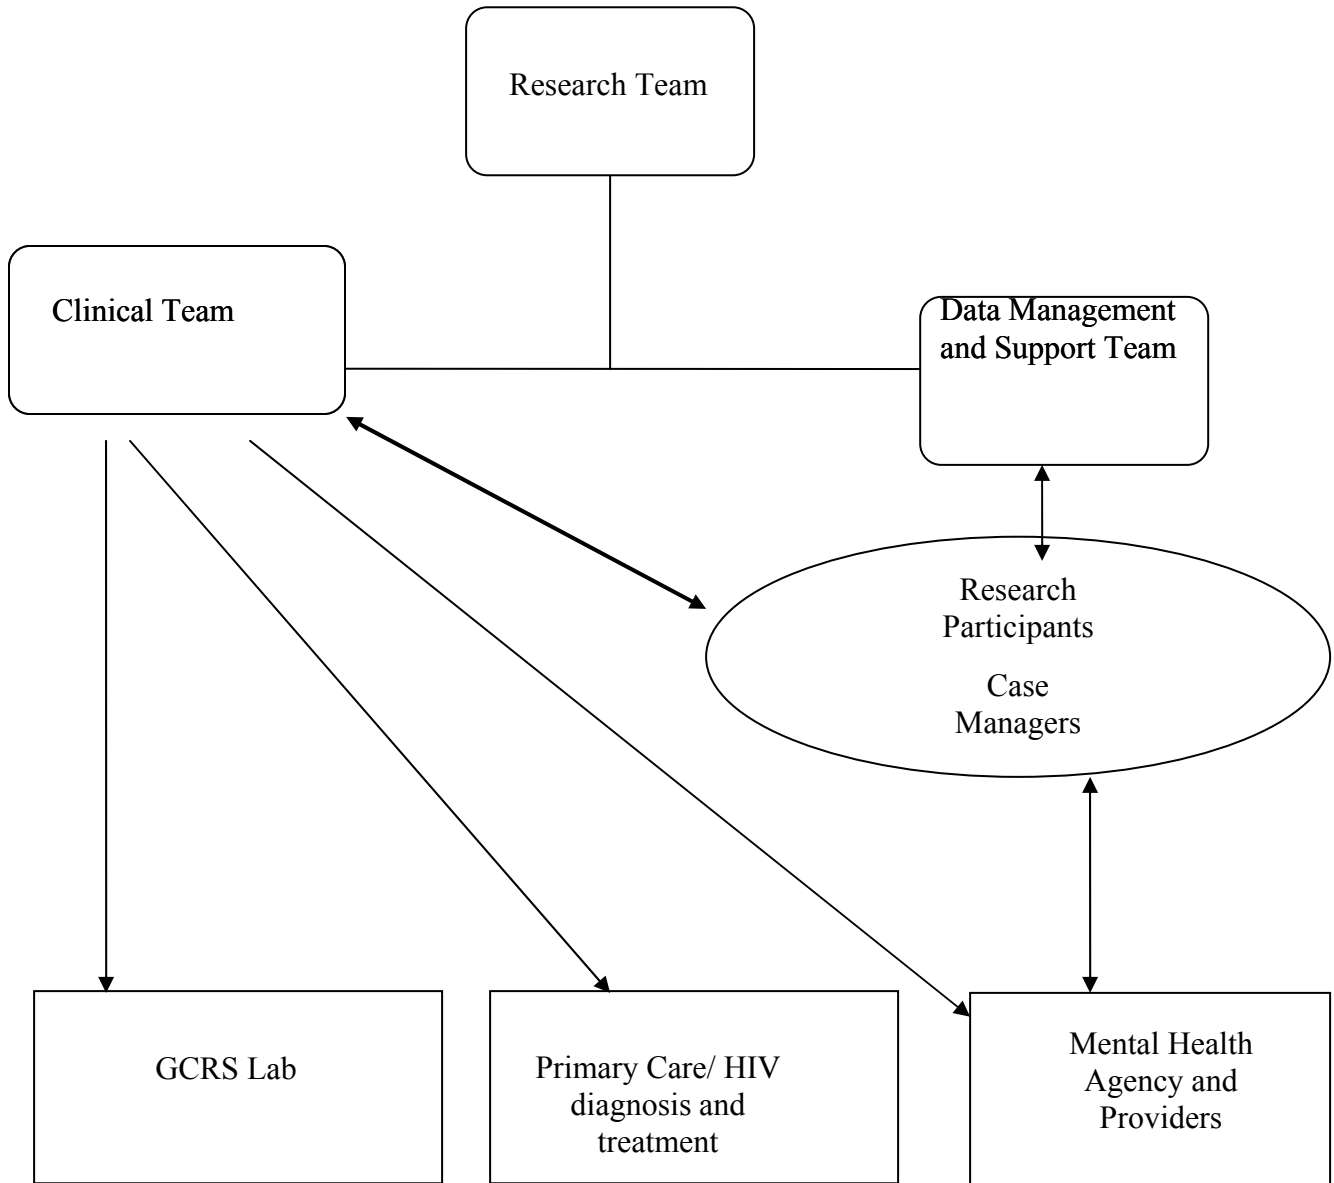 Research Team
Clinical Team
Data Management
and Support Team
Research
Participants
Case
Managers
GCRS Lab
Primary Care/ HIV
diagnosis and
treatment
Mental Health
Agency and
Providers